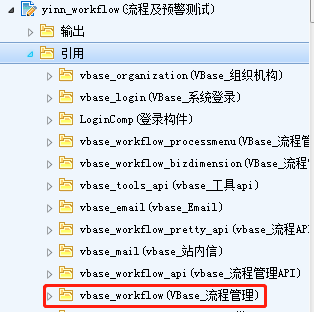 yinn_workflow(流程及预警测试)
输出
引用
vbase_organization(VBase_组织机构)
vbase_login(VBase_系统登录)
LoginComp(登录构件)
vbase_workflow_processmenu(VBase_流程
vbase_workflow_bizdimension(VBase_流程
vbase_tools_api(vbase_工具api)
vbase_email(vbase_Email)
vbase_workflow_pretty_api(vbase_流程AP
vbase_mail(vbase_站内信)
vbase_workflow_api(vbase_流程管理API)
vbase_workflow(VBase_流程管理)